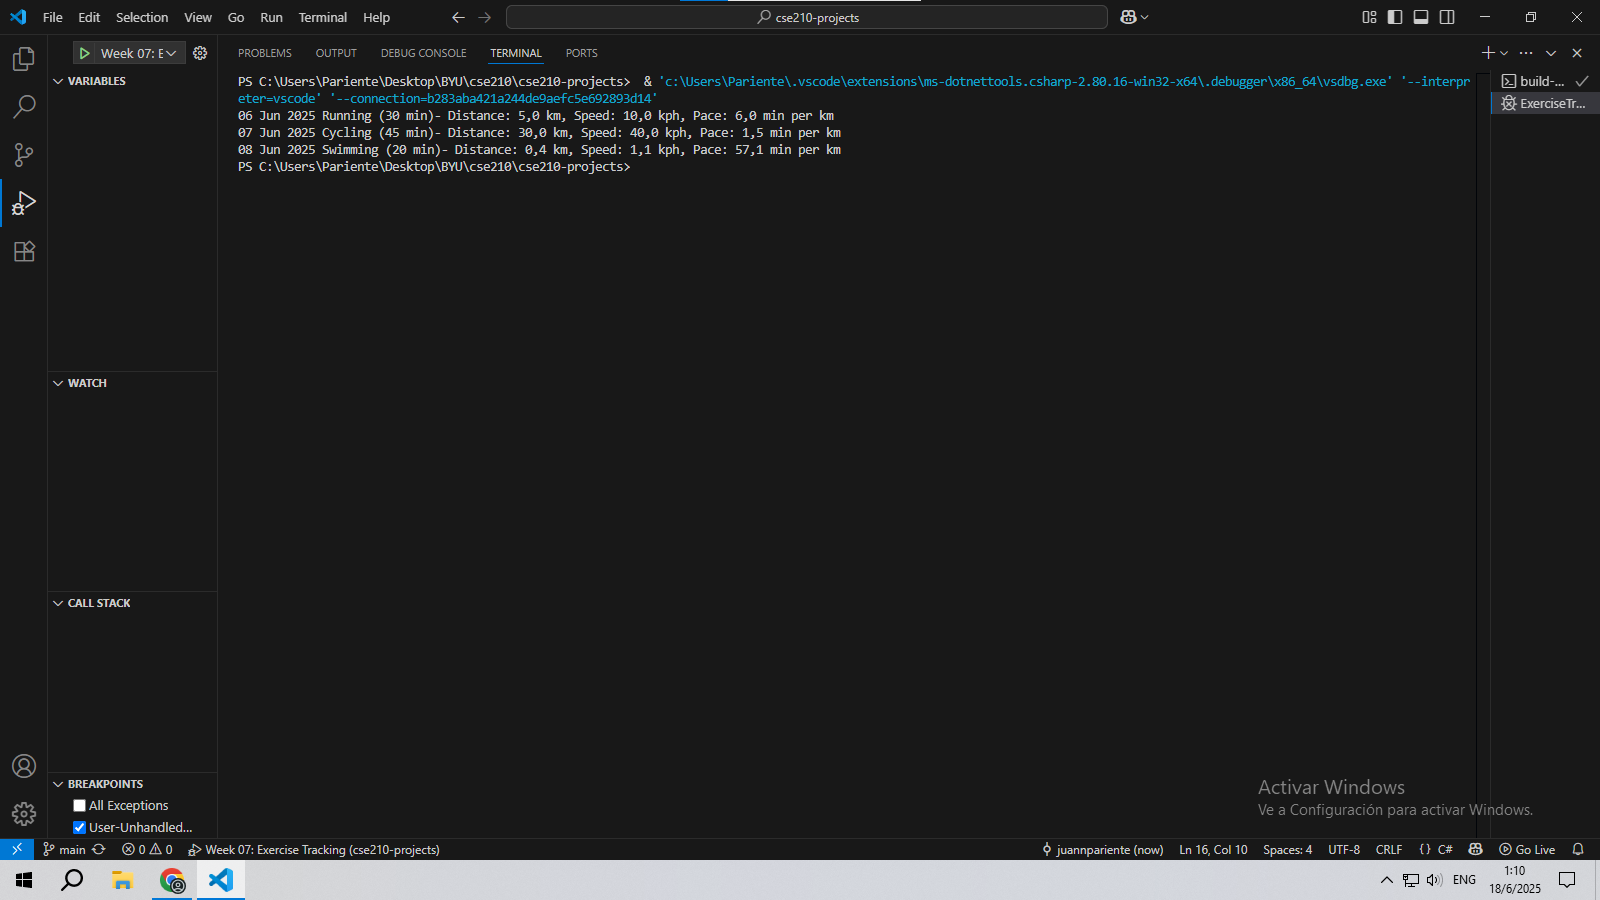 File Edit Selection View Go Run Terminal Help
cse210-projects
Week 07: E
PROBLEMS OUTPUT DEBUG CONSOLE TERMINAL PORTS
VARIABLES
PS C:\Users\Pariente\Desktop\BYU\cse210\cse210-projects>  & 'c:\Users\Pariente\.vscode\extensions\ms-dotnettools.csharp-2.80.16-win32-x64\.debugger\x86_64\vsdbg.exe' '--interpr
eter=vscode' '--connection=b283aba421a244de9aefc5e692893d14'
06 Jun 2025 Running (30 min)- Distance: 5,0 km, Speed: 10,0 kph, Pace: 6,0 min per km
07 Jun 2025 Cycling (45 min)- Distance: 30,0 km, Speed: 40,0 kph, Pace: 1,5 min per km
08 Jun 2025 Swimming (20 min)- Distance: 0,4 km, Speed: 1,1 kph, Pace: 57,1 min per km
PS C:\Users\Pariente\Desktop\BYU\cse210\cse210-projects>
build-...
ExerciseTr...
WATCH
CALL STACK
BREAKPOINTS
All Exceptions
User-Unhandled...
Activar Windows
Ve a Configuración para activar Windows.
main 0 0 Week 07: Exercise Tracking (cse210-projects) juannpariente (now) Ln 16, Col 10 Spaces: 4 UTF-8 CRLF {} C# Go Live
ENG
1:10
18/6/2025